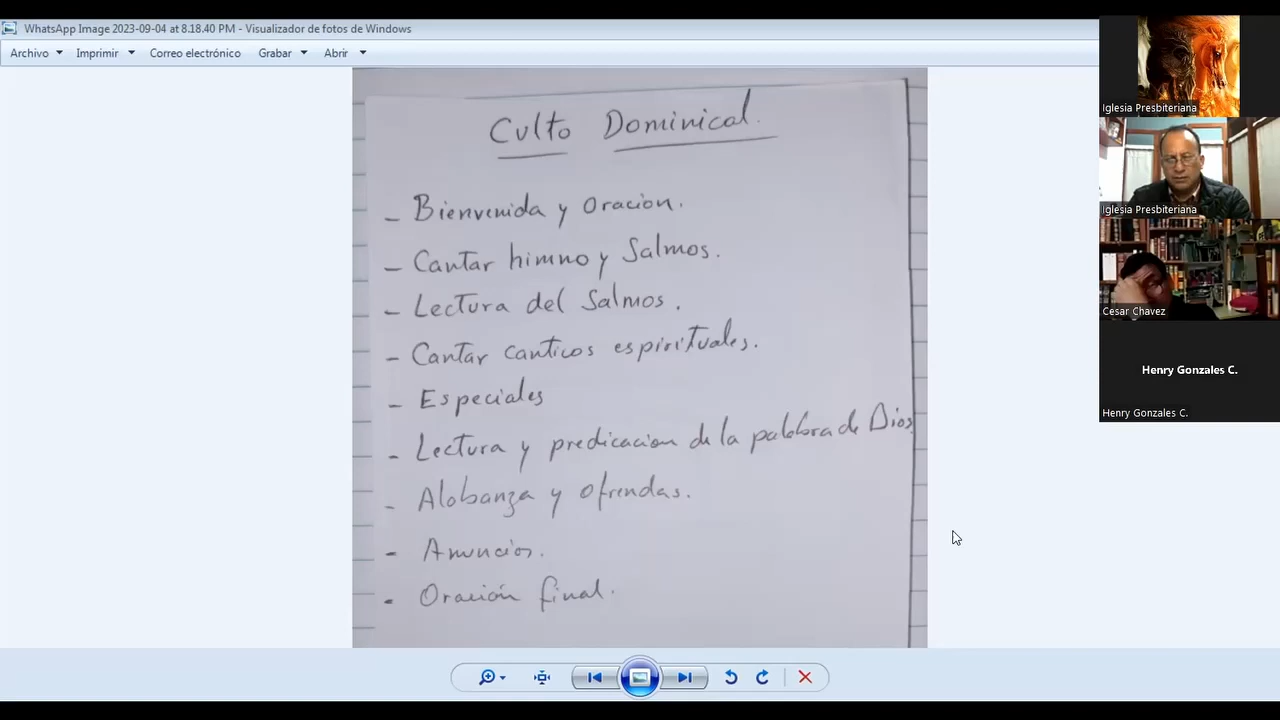 WhatsApp Image 2023-09-04 at 8.18.40 PM - Visualizador de fotos de Windows
Archivo Imprimir Correo electrónico Grabar Abrir
Culto Dominical.
- Bienvenida y oracion.
- Cantar himno y Salmos.
- Lectura del Salmos.
- Cantar canticos espirituales.
- Especiales
- Lectura y predicacion de la palabra de Dios.
- Alabanza y ofrendas.
- Anuncios.
- Oración final.
Iglesia Presbiteriana
Iglesia Presbiteriana
Cesar Chavez
Henry Gonzales C.
Henry Gonzales C.